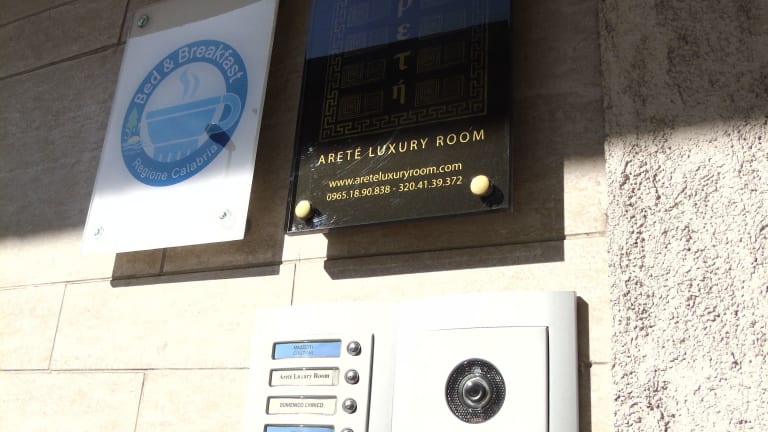 Bed & Breakfast
Regione Calabria
ρετή
ARETÉ LUXURY ROOM
www.areteluxuryroom.com
0965.18.90.838 - 320.41.39.372
Areté Luxury Room
DOMENICO CHIRICO